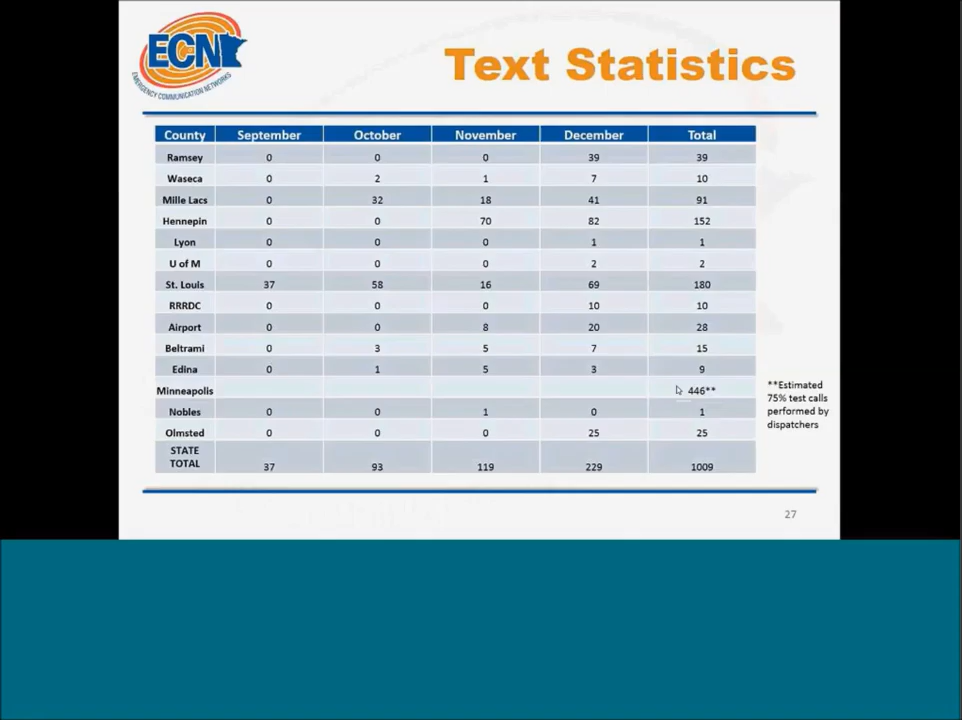 ECN
EMERGENCY COMMUNICATION NETWORKS
Text Statistics
County September October November December Total
Ramsey 0 0 0 39 39
Waseca 0 2 1 7 10
Mille Lacs 0 32 18 41 91
Hennepin 0 0 70 82 152
Lyon 0 0 0 1 1
U of M 0 0 0 2 2
St. Louis 37 58 16 69 180
RRRDC 0 0 0 10 10
Airport 0 0 8 20 28
Beltrami 0 3 5 7 15
Edina 0 1 5 3 9
Minneapolis 446**
Nobles 0 0 1 0 1
Olmsted 0 0 0 25 25
STATE
TOTAL 37 93 119 229 1009
**Estimated
75% test calls
performed by
dispatchers
27